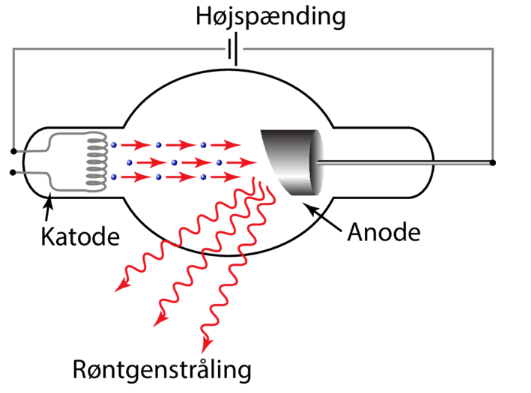 Højspænding
Katode
Anode
Røntgenstråling